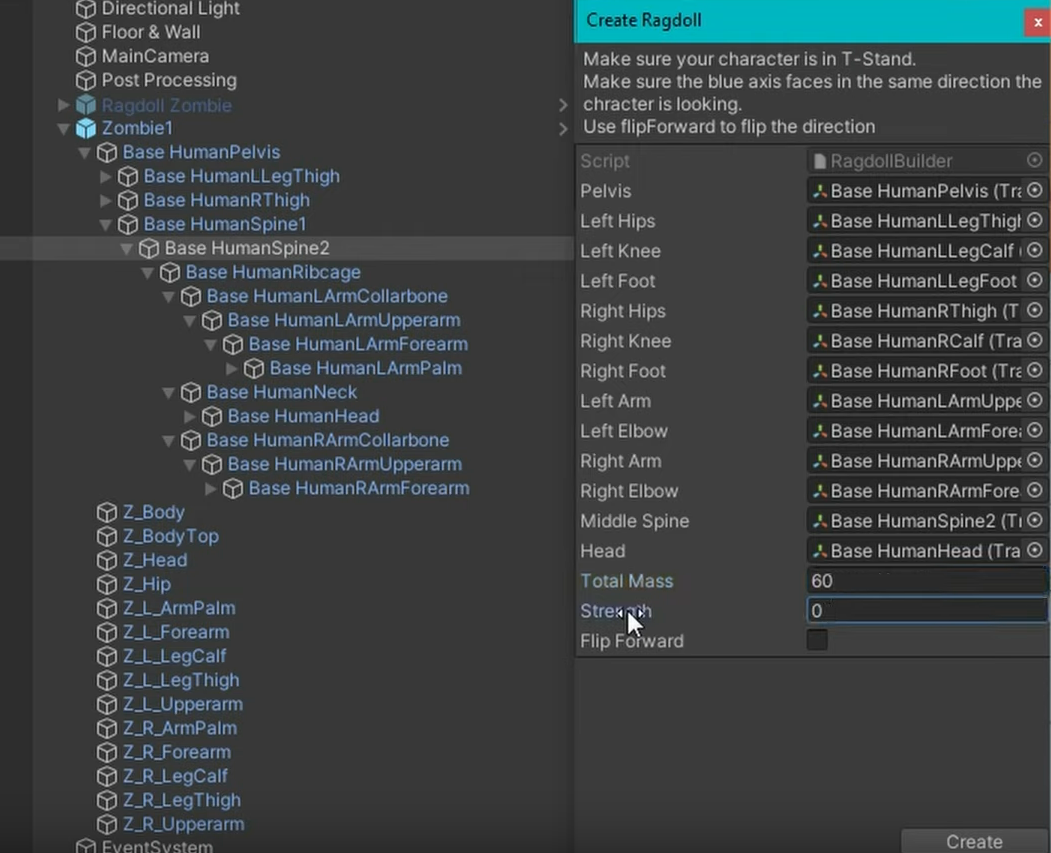 Directional Light
Floor & Wall
MainCamera
Post Processing
Ragdoll Zombie
Zombie1
Base HumanPelvis
Base HumanLLegThigh
Base HumanRThigh
Base HumanSpine1
Base HumanSpine2
Base HumanRibcage
Base HumanLArmCollarbone
Base HumanLArmUpperarm
Base HumanLArmForearm
Base HumanLArmPalm
Base HumanNeck
Base HumanHead
Base HumanRArmCollarbone
Base HumanRArmUpperarm
Base HumanRArmForearm
Z_Body
Z_BodyTop
Z_Head
Z_Hip
Z_L_ArmPalm
Z_L_Forearm
Z_L_LegCalf
Z_L_LegThigh
Z_L_Upperarm
Z_R_ArmPalm
Z_R_Forearm
Z_R_LegCalf
Z_R_LegThigh
Z_R_Upperarm
EventSystem
Create Ragdoll
x
Make sure your character is in T-Stand.
Make sure the blue axis faces in the same direction the
chracter is looking.
Use flipForward to flip the direction
Script RagdollBuilder
Pelvis Base HumanPelvis (Tra
Left Hips Base HumanLLegThigh
Left Knee Base HumanLLegCalf (
Left Foot Base HumanLLegFoot
Right Hips Base HumanRThigh (T
Right Knee Base HumanRCalf (Tra
Right Foot Base HumanRFoot (Tra
Left Arm Base HumanLArmUppe
Left Elbow Base HumanLArmForea
Right Arm Base HumanRArmUppe
Right Elbow Base HumanRArmFore
Middle Spine Base HumanSpine2 (Tr
Head Base HumanHead (Tra
Total Mass 60
Strength 0
Flip Forward
Create